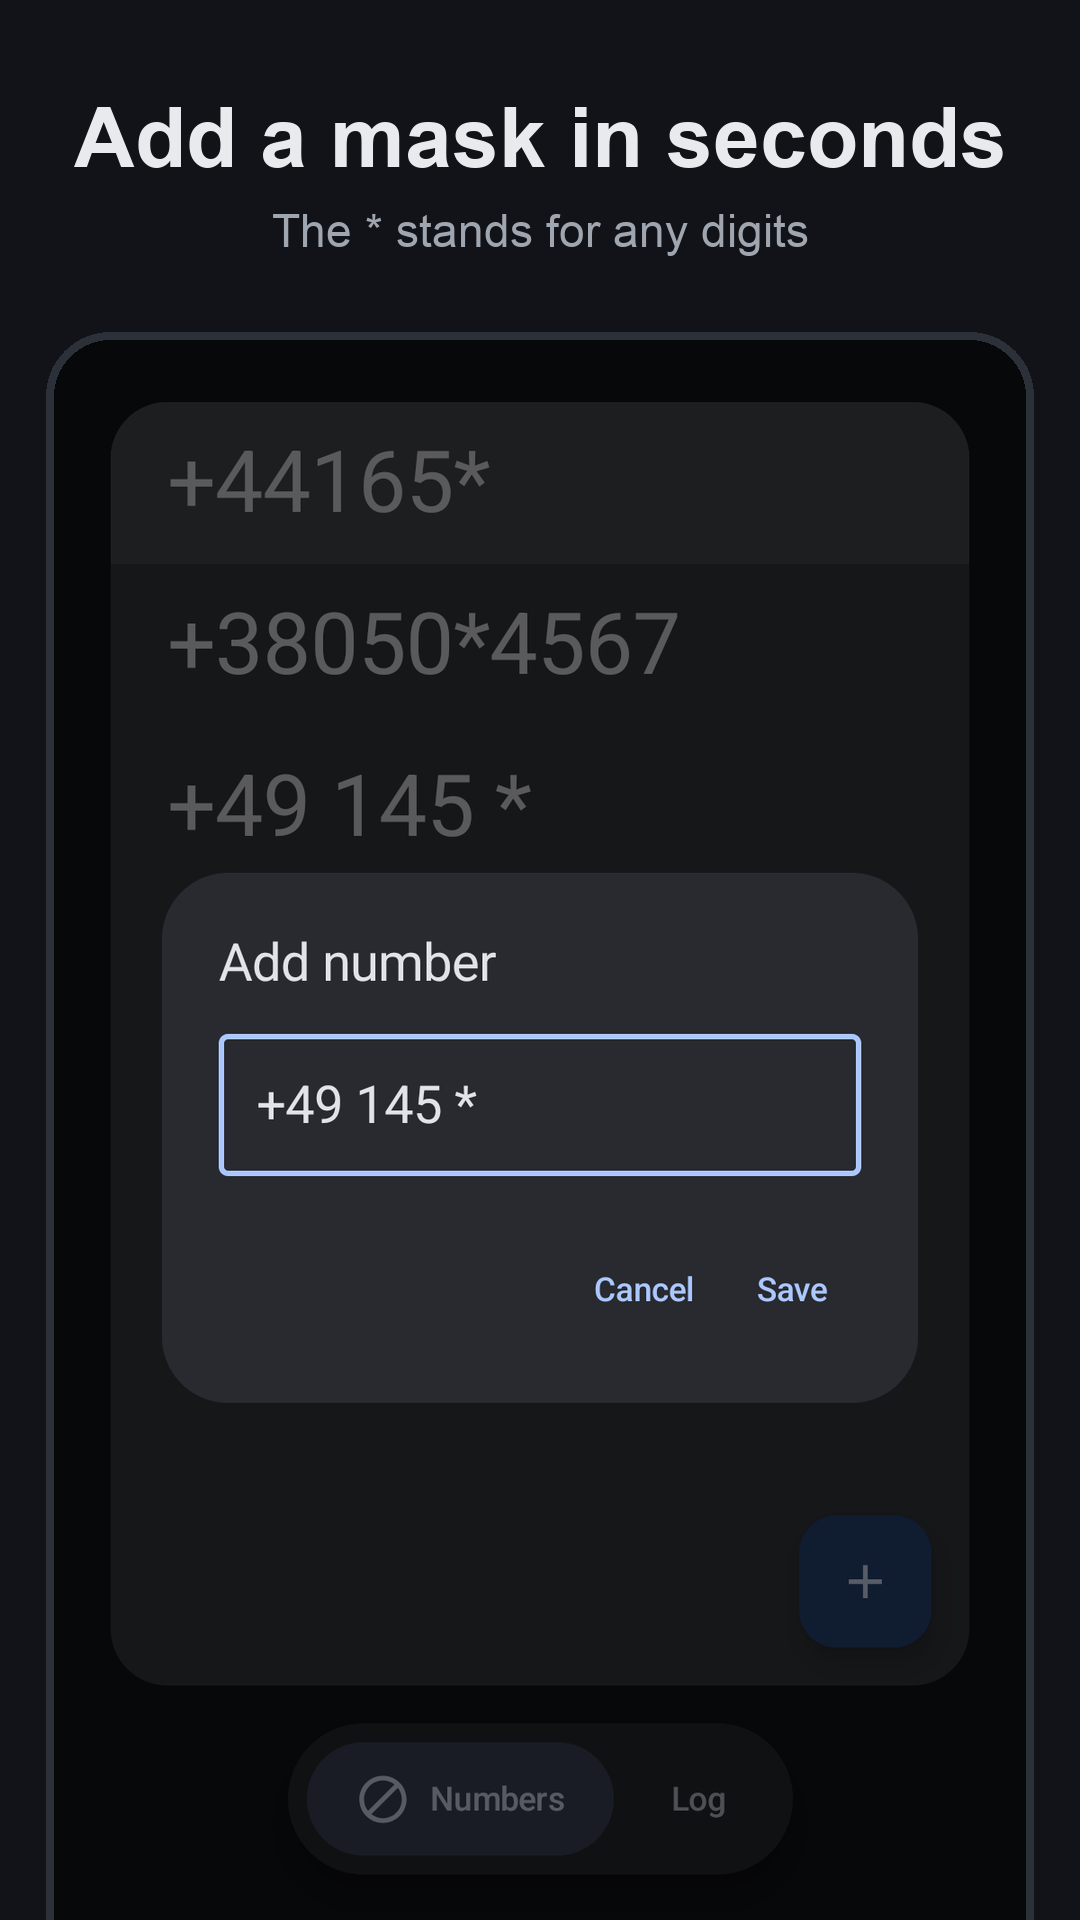 Add a mask in seconds
The * stands for any digits
+44165*
+38050*4567
+49 145 *
Add number
+49 145 *
Cancel Save
+
Numbers Log